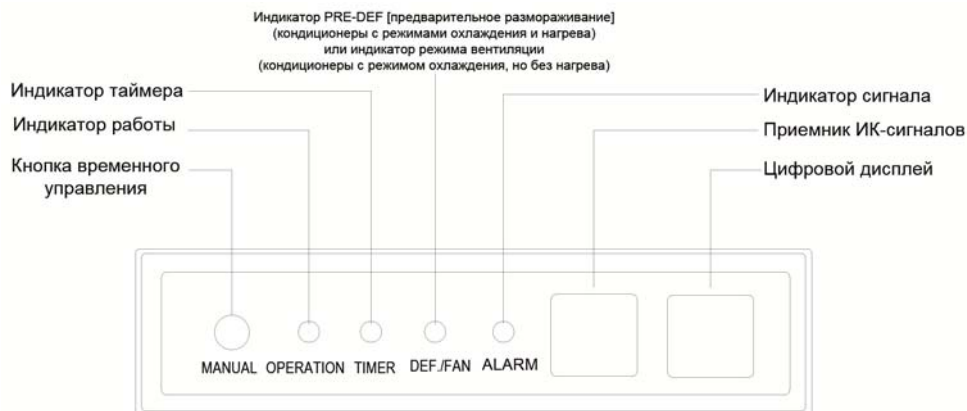 Индикатор PRE-DEF [предварительное размораживание]
(кондиционеры с режимами охлаждения и нагрева)
или индикатор режима вентиляции
(кондиционеры с режимом охлаждения, но без нагрева)
Индикатор таймера
Индикатор работы
Кнопка временного
управления
Индикатор сигнала
Приемник ИК-сигналов
Цифровой дисплей
MANUAL OPERATION TIMER DEF./FAN ALARM